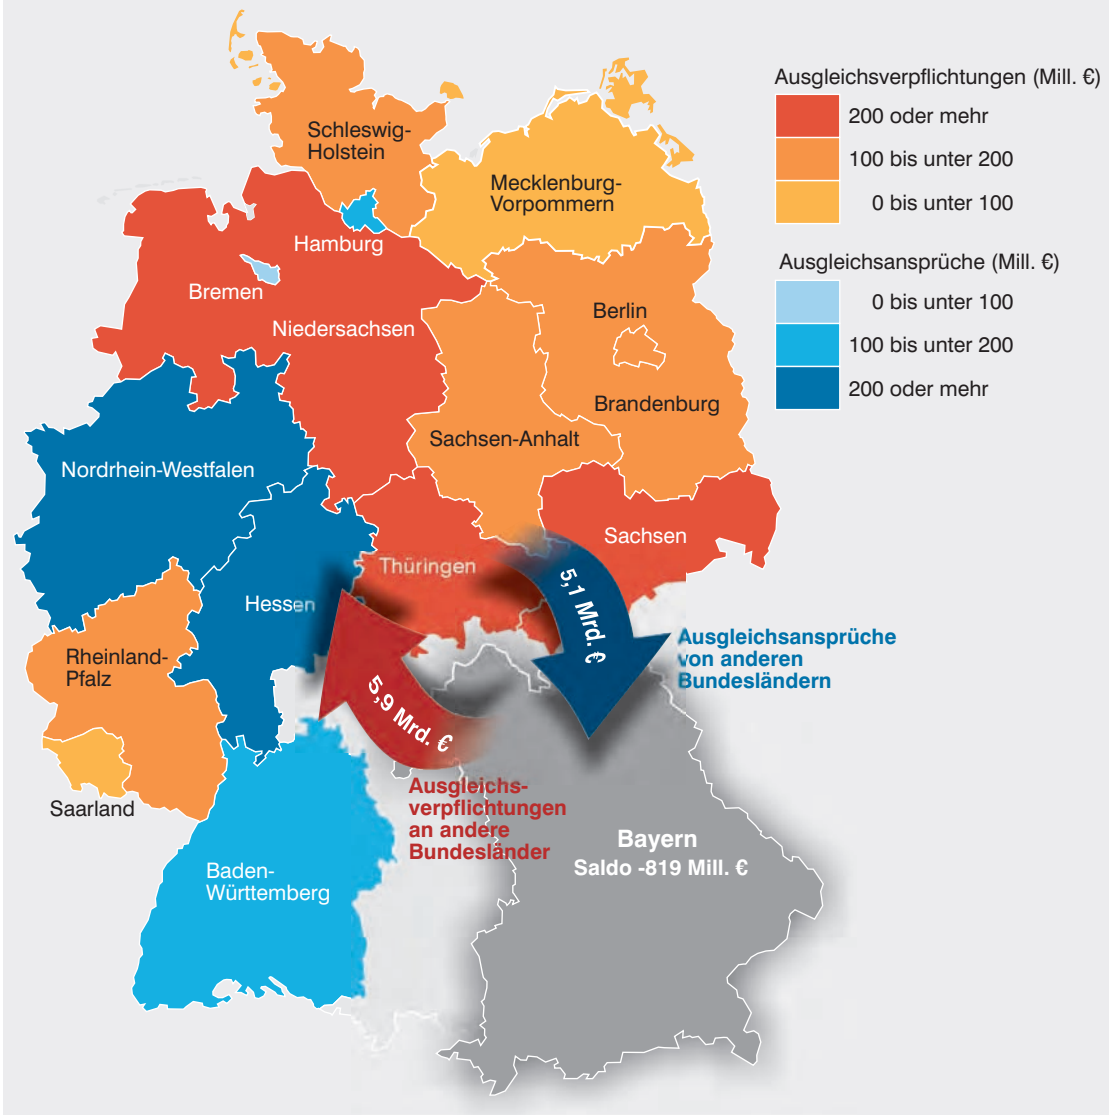 Ausgleichsverpflichtungen (Mill. €)
200 oder mehr
100 bis unter 200
0 bis unter 100
Ausgleichsansprüche (Mill. €)
0 bis unter 100
100 bis unter 200
200 oder mehr
Schleswig-
Holstein
Mecklenburg-
Vorpommern
Hamburg
Bremen
Niedersachsen
Berlin
Brandenburg
Sachsen-Anhalt
Nordrhein-Westfalen
Sachsen
Thüringen
Hessen
5,1 Mrd. €
Ausgleichsansprüche
von anderen
Bundesländern
Rheinland-
Pfalz
5,9 Mrd. €
Saarland
Ausgleichs-
verpflichtungen
an andere
Bundesländer
Bayern
Saldo -819 Mill. €
Baden-
Württemberg